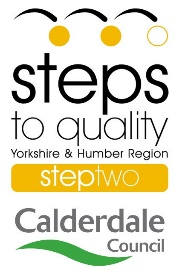 steps
to quality
Yorkshire & Humber Region
steptwo
Calderdale
Council